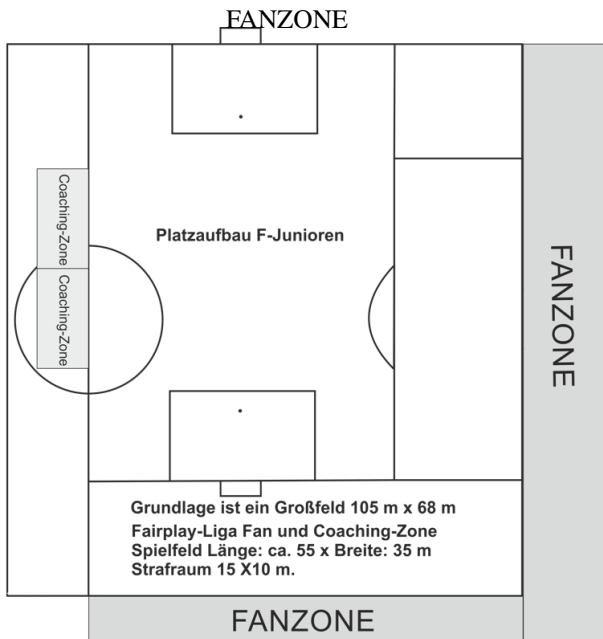 FANZONE
Coaching-Zone
Coaching-Zone
Platzaufbau F-Junioren
FANZONE
Grundlage ist ein Großfeld 105 m x 68 m
Fairplay-Liga Fan und Coaching-Zone
Spielfeld Länge: ca. 55 x Breite: 35 m
Strafraum 15 X10 m.
FANZONE